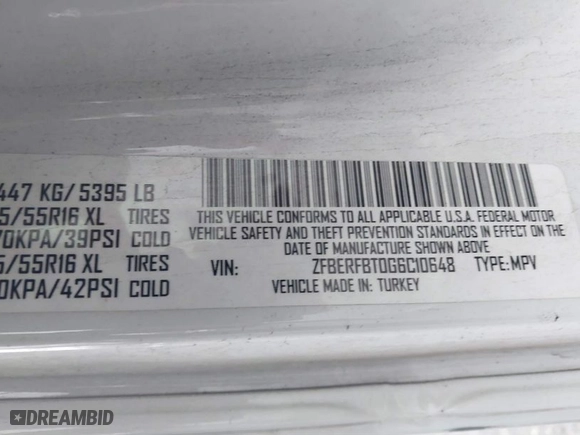 447 KG/ 5395 LB
5/55R16 XL TIRES
70KPA/39PSI COLD
5/55R16 XL TIRES
0KPA/42PSI COLD
THIS VEHICLE CONFORMS TO ALL APPLICABLE U.S.A. FEDERAL MOTOR
VEHICLE SAFETY AND THEFT PREVENTION STANDARDS IN EFFECT ON THE
DATE OF MANUFACTURE SHOWN ABOVE.
VIN: ZFBERFBT0G6C10648 TYPE: MPV
VEHICLE MADE IN: TURKEY
DREAMBID